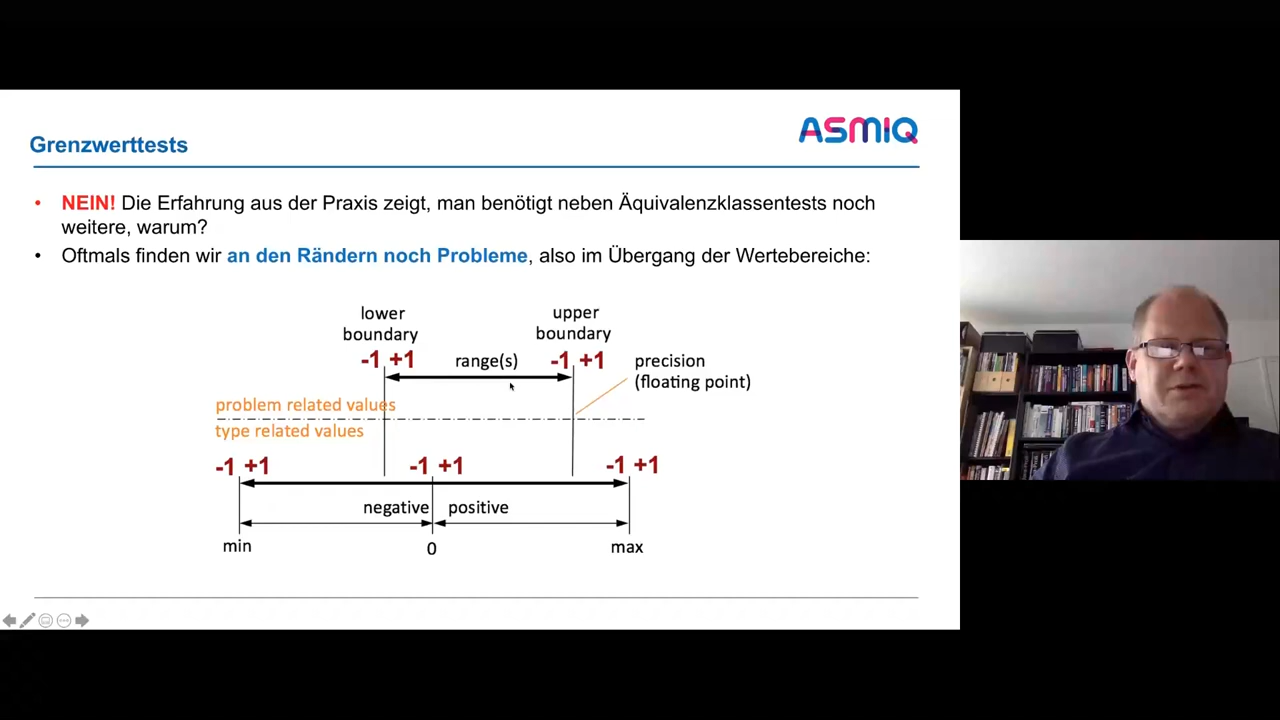 ASMIQ
Grenzwerttests
• NEIN! Die Erfahrung aus der Praxis zeigt, man benötigt neben Äquivalenzklassentests noch
weitere, warum?
• Oftmals finden wir an den Rändern noch Probleme, also im Übergang der Wertebereiche:
lower
boundary
upper
boundary
-1 +1
range(s)
-1 +1
precision
(floating point)
problem related values
type related values
-1 +1
-1 +1
-1 +1
negative
positive
min
0
max